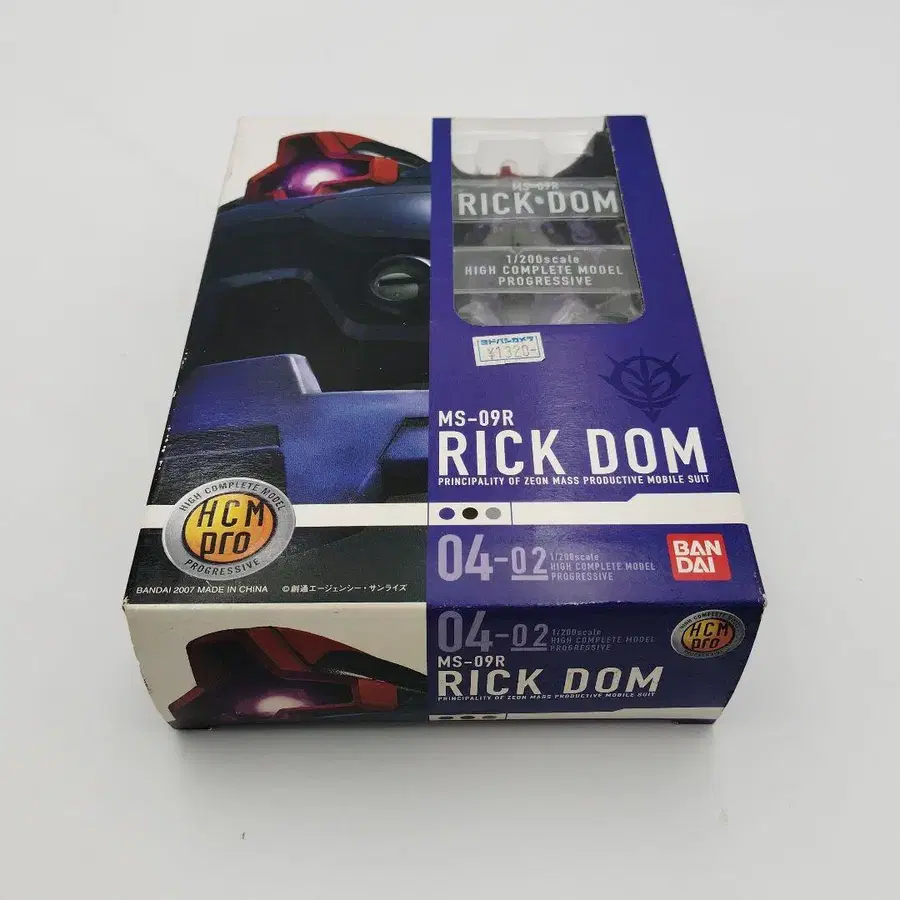 MS-09R
RICK•DOM
1/200scale
HIGH COMPLETE MODEL
PROGRESSIVE
ヨドバシカメラ
¥1320-
MS-09R
RICK DOM
PRINCIPALITY OF ZEON MASS PRODUCTIVE MOBILE SUIT
HIGH COMPLETE MODEL
HCM
pro
PROGRESSIVE
04-02
1/200scale
HIGH COMPLETE MODEL
PROGRESSIVE
BAN
DAI
BANDAI 2007 MADE IN CHINA ©創通エージェンシー・サンライズ
04-02
1/200scale
HIGH COMPLETE MODEL
PROGRESSIVE
HCM
pro
MS-09R
RICK DOM
PRINCIPALITY OF ZEON MASS PRODUCTIVE MOBILE SUIT